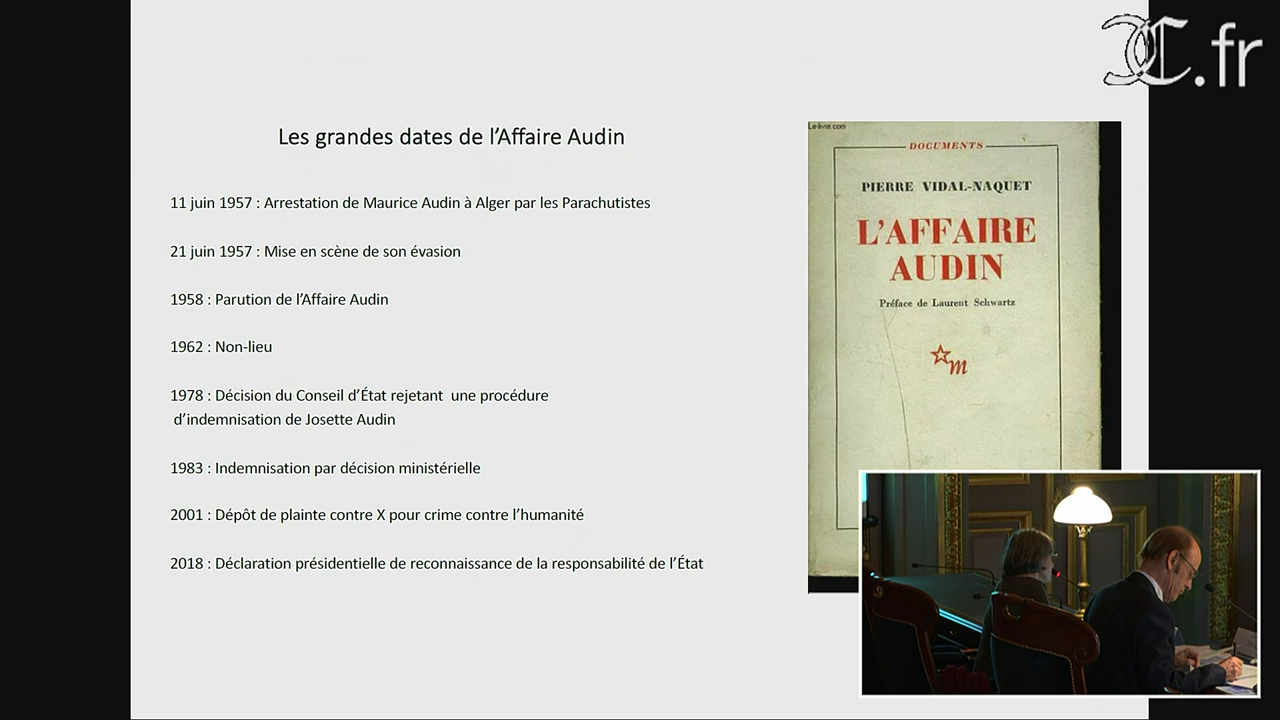 CC.fr
Les grandes dates de l’Affaire Audin
11 juin 1957 : Arrestation de Maurice Audin à Alger par les Parachutistes
21 juin 1957 : Mise en scène de son évasion
1958 : Parution de l’Affaire Audin
1962 : Non-lieu
1978 : Décision du Conseil d’État rejetant  une procédure
d’indemnisation de Josette Audin
1983 : Indemnisation par décision ministérielle
2001 : Dépôt de plainte contre X pour crime contre l’humanité
2018 : Déclaration présidentielle de reconnaissance de la responsabilité de l’État
Le-livre.com
DOCUMENTS
PIERRE VIDAL-NAQUET
L’AFFAIRE
AUDIN
Préface de Laurent Schwartz
m